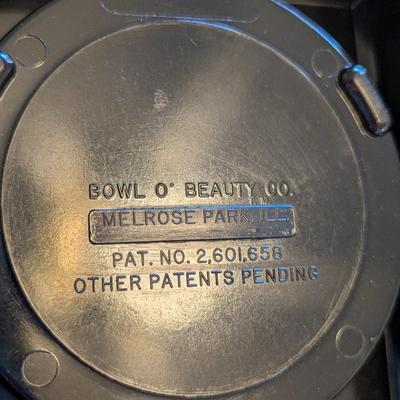 BOWL O' BEAUTY CO.
MELROSE PARK, ILL.
PAT. NO. 2,601,658
OTHER PATENTS PENDING